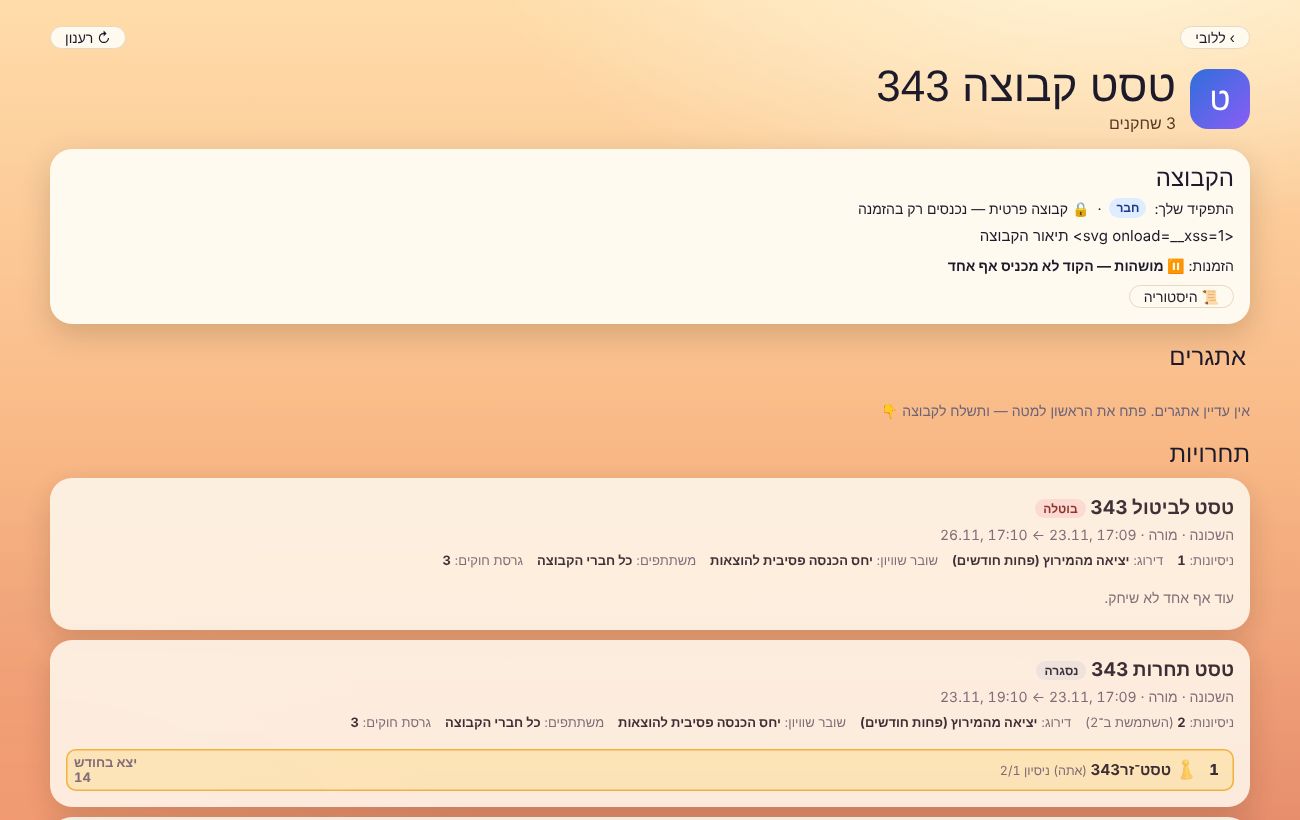 ‹ ללובי
↻ רענון
ט
טסט קבוצה 343
3 שחקנים
הקבוצה
התפקיד שלך: חבר · 🔒 קבוצה פרטית — נכנסים רק בהזמנה
<svg onload=__xss=1> תיאור הקבוצה
הזמנות: ⏸️ מושהות — הקוד לא מכניס אף אחד
📜 היסטוריה
אתגרים
אין עדיין אתגרים. פתח את הראשון למטה — ותשלח לקבוצה 👇
תחרויות
טסט לביטול 343 בוטלה
השכונה · מורה · 23.11, 17:09 ← 26.11, 17:10
ניסיונות: 1 דירוג: יציאה מהמירוץ (פחות חודשים) שובר שוויון: יחס הכנסה פסיבית להוצאות משתתפים: כל חברי הקבוצה גרסת חוקים: 3
עוד אף אחד לא שיחק.
טסט תחרות 343 נסגרה
השכונה · מורה · 23.11, 17:09 ← 23.11, 19:10
ניסיונות: 2 (השתמשת ב־2) דירוג: יציאה מהמירוץ (פחות חודשים) שובר שוויון: יחס הכנסה פסיבית להוצאות משתתפים: כל חברי הקבוצה גרסת חוקים: 3
1 טסט־זר343 (אתה) ניסיון 2/1
יצא בחודש
14